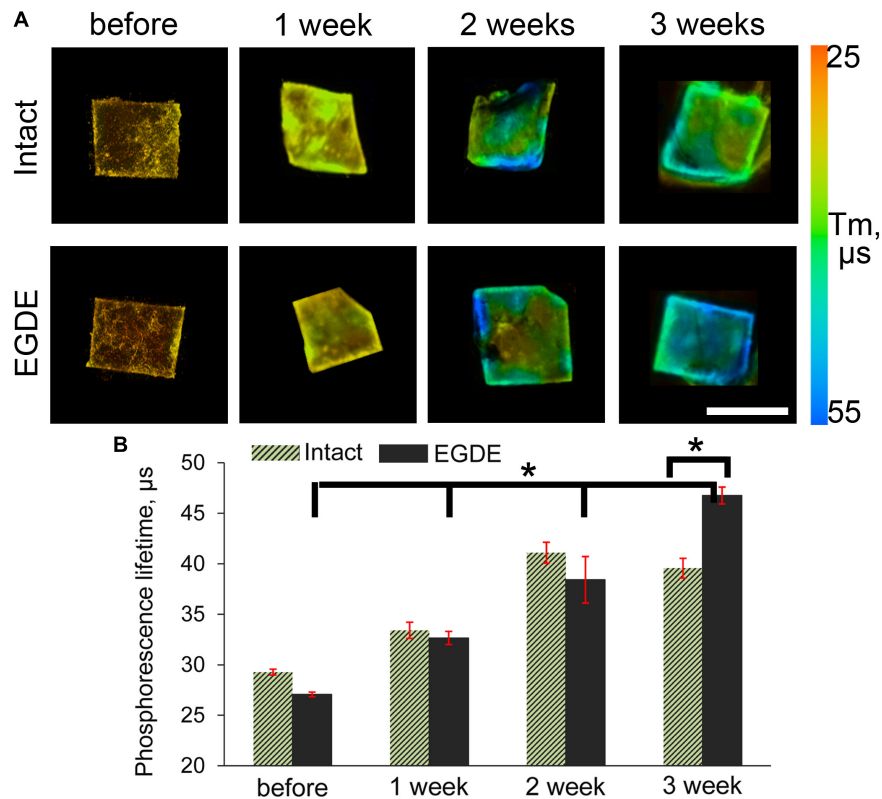 A
before 1 week 2 weeks 3 weeks
Intact
25
Tm,
µs
EGDE
55
B
Intact EGDE
*
*
Phosphorescence lifetime, µs
50
45
40
35
30
25
20
before 1 week 2 week 3 week